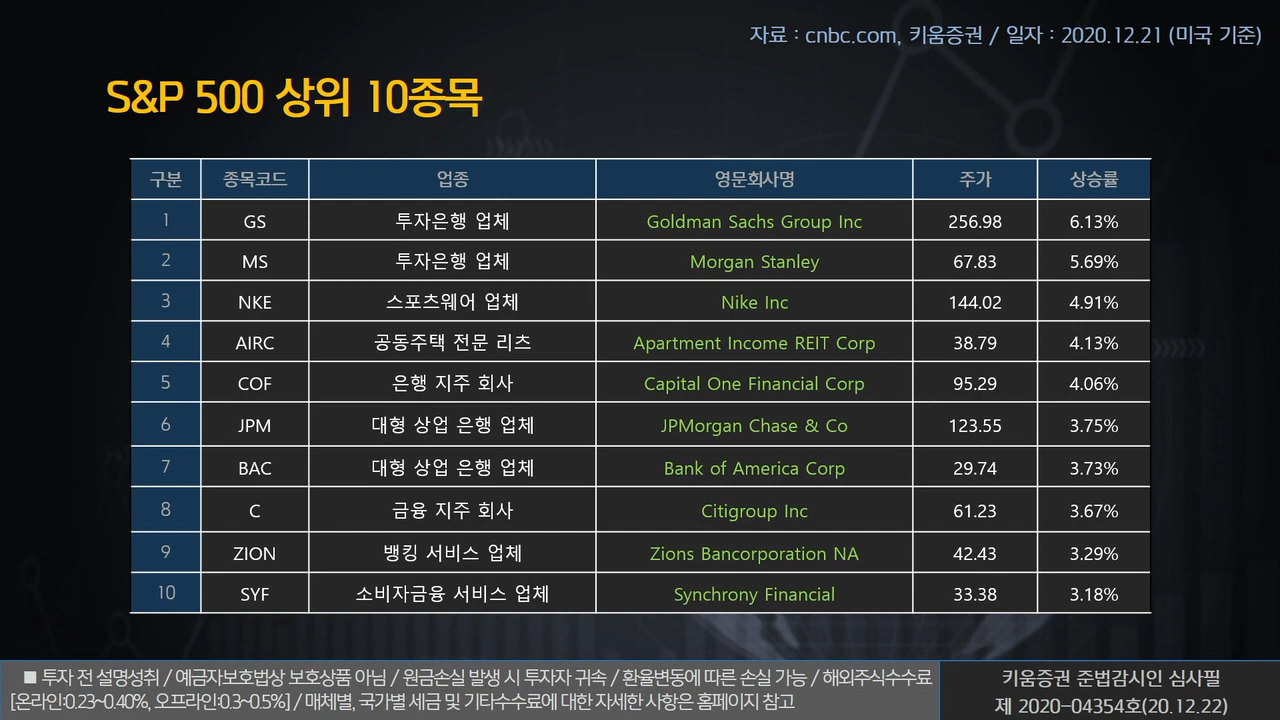 자료 : cnbc.com, 키움증권 / 일자 : 2020.12.21 (미국 기준)
S&P 500 상위 10종목
구분 종목코드 업종 영문회사명 주가 상승률
1 GS 투자은행 업체 Goldman Sachs Group Inc 256.98 6.13%
2 MS 투자은행 업체 Morgan Stanley 67.83 5.69%
3 NKE 스포츠웨어 업체 Nike Inc 144.02 4.91%
4 AIRC 공동주택 전문 리츠 Apartment Income REIT Corp 38.79 4.13%
5 COF 은행 지주 회사 Capital One Financial Corp 95.29 4.06%
6 JPM 대형 상업 은행 업체 JPMorgan Chase & Co 123.55 3.75%
7 BAC 대형 상업 은행 업체 Bank of America Corp 29.74 3.73%
8 C 금융 지주 회사 Citigroup Inc 61.23 3.67%
9 ZION 뱅킹 서비스 업체 Zions Bancorporation NA 42.43 3.29%
10 SYF 소비자금융 서비스 업체 Synchrony Financial 33.38 3.18%
■ 투자 전 설명청취 / 예금자보호법상 보호상품 아님 / 원금손실 발생 시 투자자 귀속 / 환율변동에 따른 손실 가능 / 해외주식수수료
[온라인:0.23~0.40%, 오프라인:0.3~0.5%] / 매체별, 국가별 세금 및 기타수수료에 대한 자세한 사항은 홈페이지 참고
키움증권 준법감시인 심사필
제 2020-04354호(20.12.22)